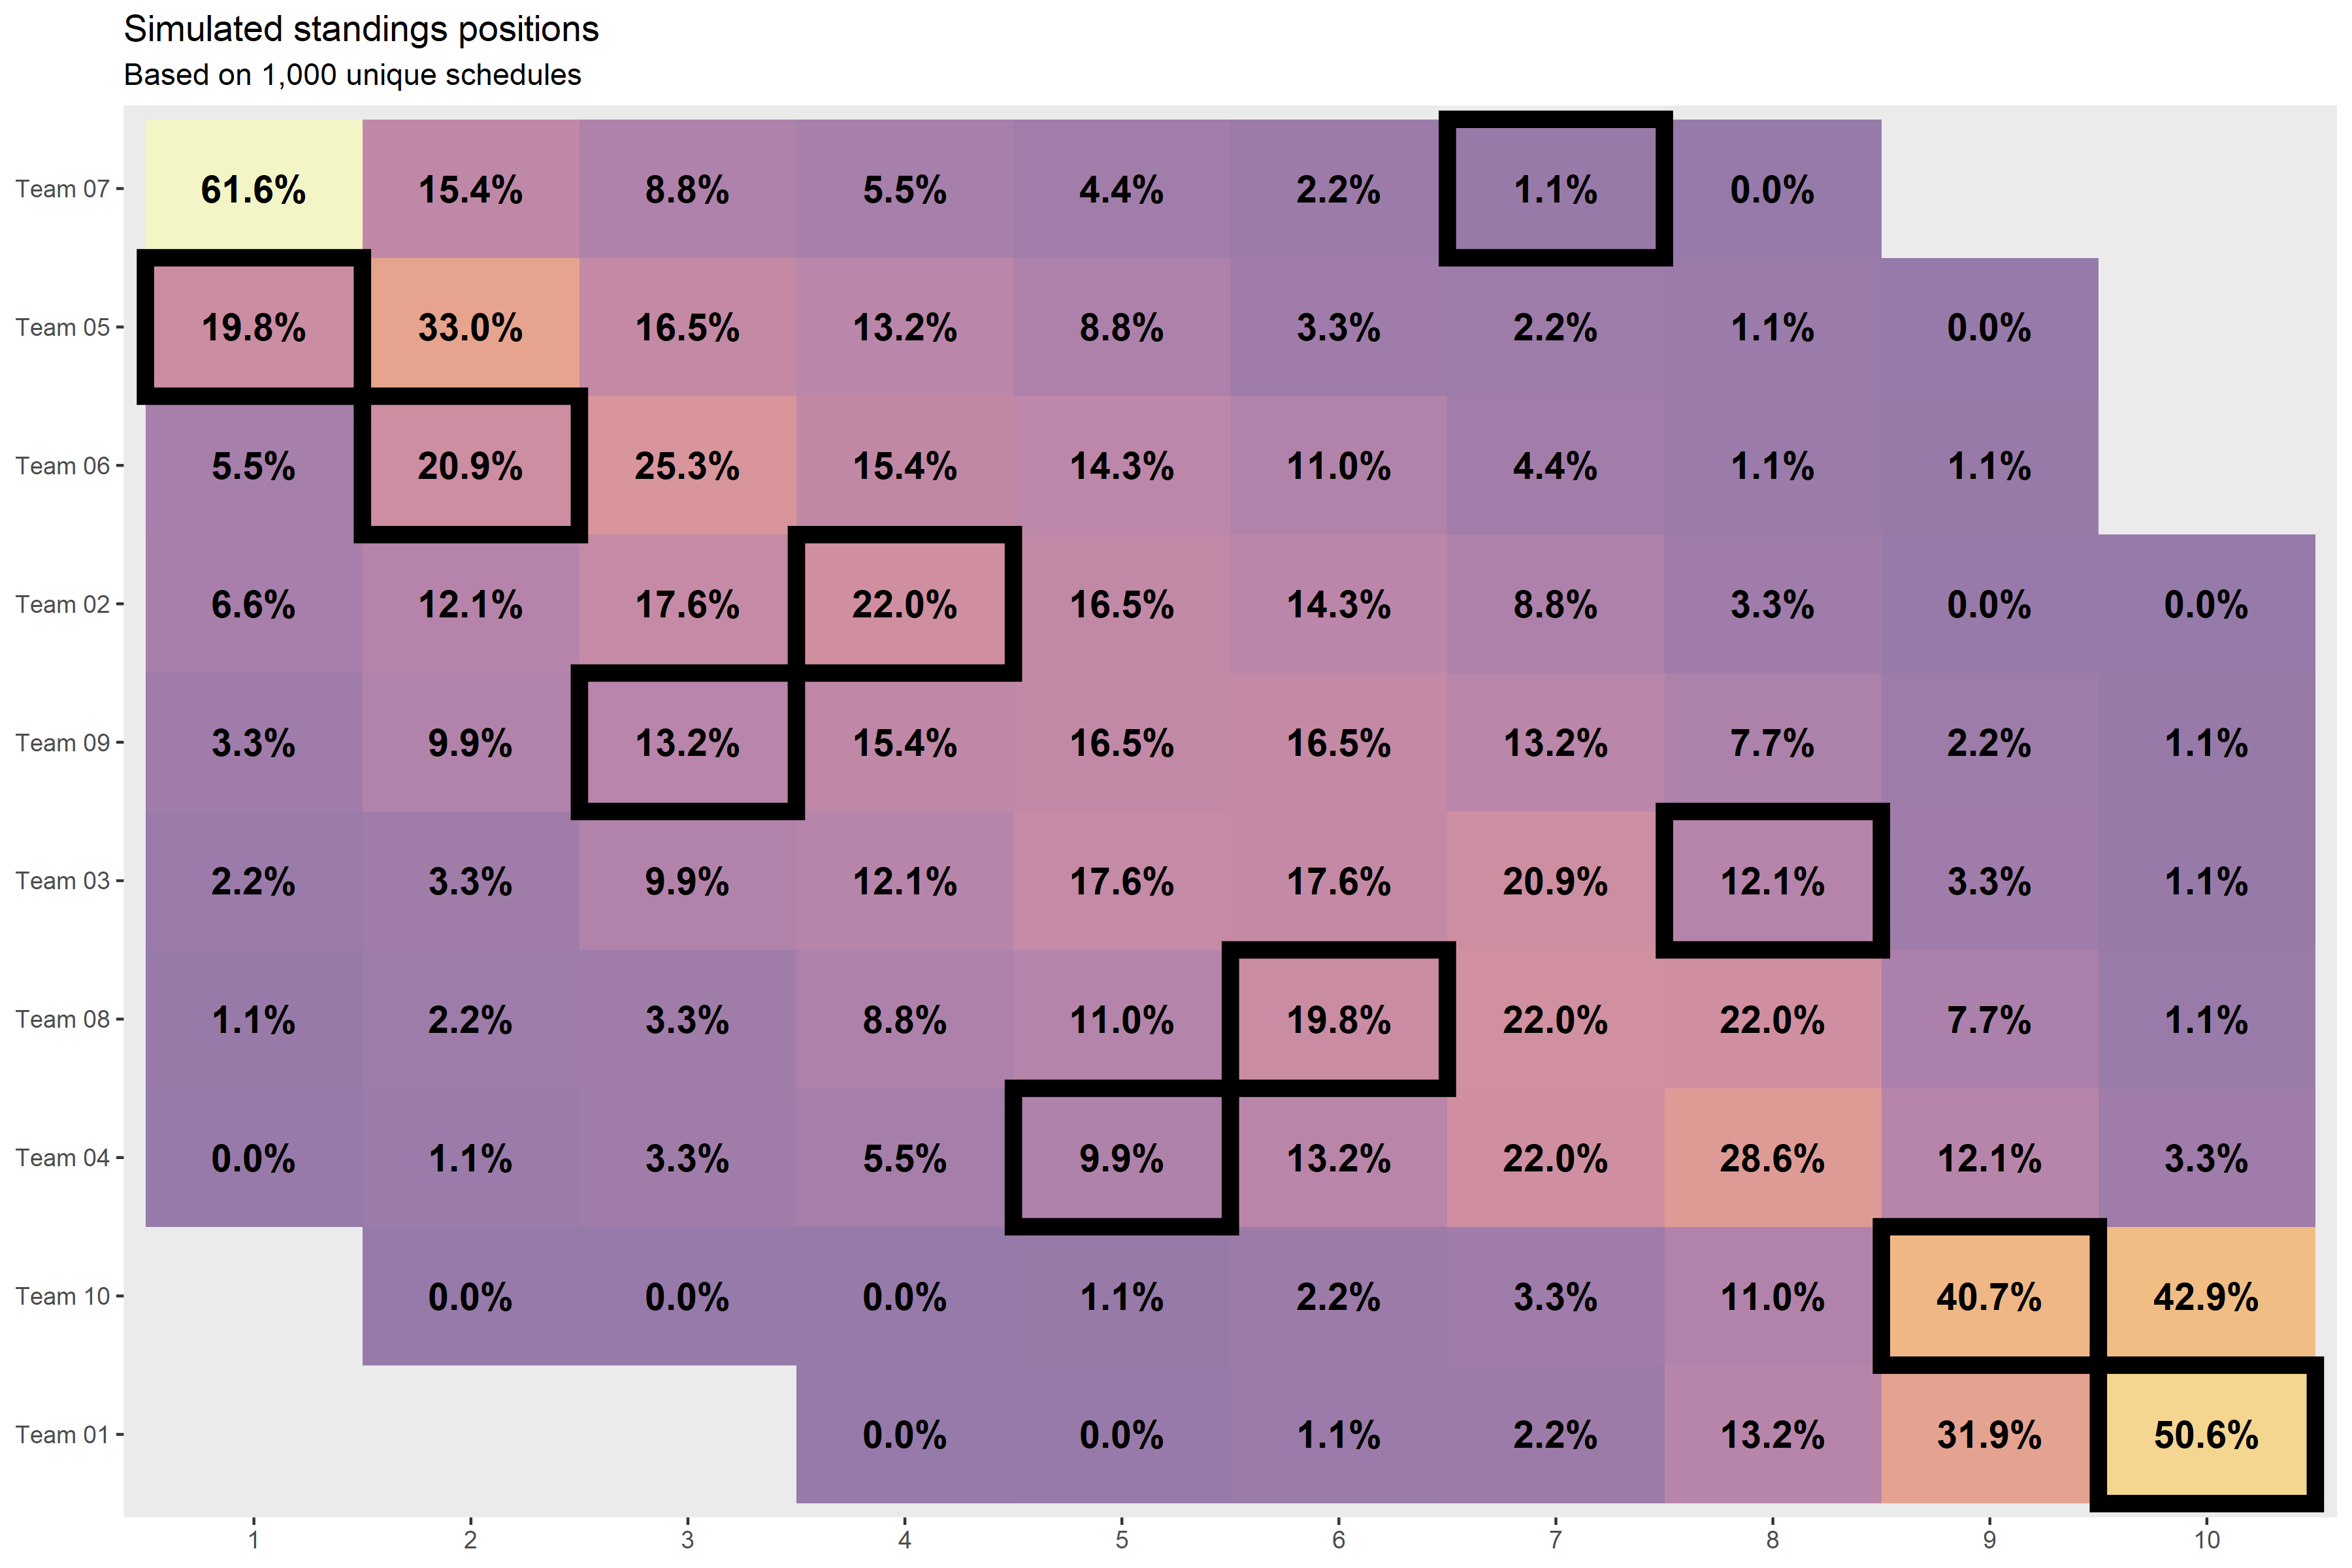 Simulated standings positions
Based on 1,000 unique schedules
Team 07 61.6% 15.4% 8.8% 5.5% 4.4% 2.2% 1.1% 0.0%
Team 05 19.8% 33.0% 16.5% 13.2% 8.8% 3.3% 2.2% 1.1% 0.0%
Team 06 5.5% 20.9% 25.3% 15.4% 14.3% 11.0% 4.4% 1.1% 1.1%
Team 02 6.6% 12.1% 17.6% 22.0% 16.5% 14.3% 8.8% 3.3% 0.0% 0.0%
Team 09 3.3% 9.9% 13.2% 15.4% 16.5% 16.5% 13.2% 7.7% 2.2% 1.1%
Team 03 2.2% 3.3% 9.9% 12.1% 17.6% 17.6% 20.9% 12.1% 3.3% 1.1%
Team 08 1.1% 2.2% 3.3% 8.8% 11.0% 19.8% 22.0% 22.0% 7.7% 1.1%
Team 04 0.0% 1.1% 3.3% 5.5% 9.9% 13.2% 22.0% 28.6% 12.1% 3.3%
Team 10 0.0% 0.0% 0.0% 1.1% 2.2% 3.3% 11.0% 40.7% 42.9%
Team 01 0.0% 0.0% 1.1% 2.2% 13.2% 31.9% 50.6%
1 2 3 4 5 6 7 8 9 10